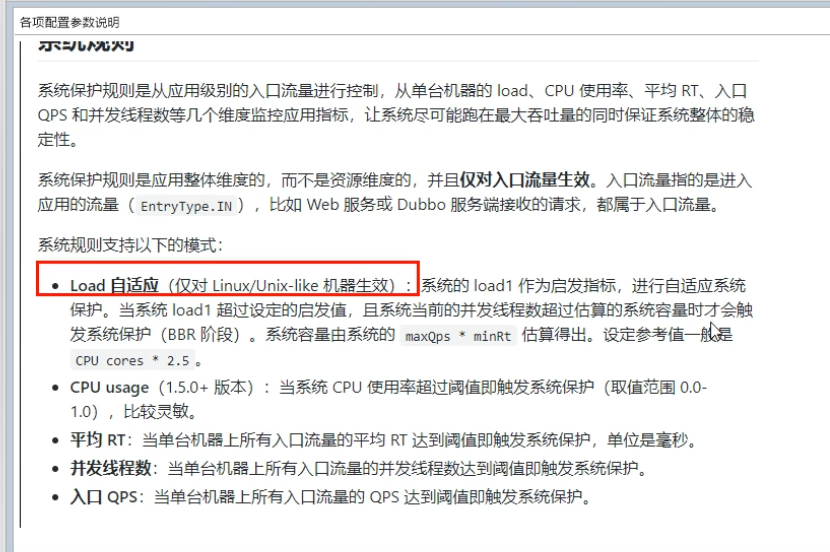 各项配置参数说明
系统规则
系统保护规则是从应用级别的入口流量进行控制，从单台机器的 load、CPU 使用率、平均 RT、入口
QPS 和并发线程数等几个维度监控应用指标，让系统尽可能跑在最大吞吐量的同时保证系统整体的稳
定性。
系统保护规则是应用整体维度的，而不是资源维度的，并且仅对入口流量生效。入口流量指的是进入
应用的流量（EntryType.IN），比如 Web 服务或 Dubbo 服务端接收的请求，都属于入口流量。
系统规则支持以下的模式：
• Load 自适应（仅对 Linux/Unix-like 机器生效）：系统的 load1 作为启发指标，进行自适应系统
保护。当系统 load1 超过设定的启发值，且系统当前的并发线程数超过估算的系统容量时才会触
发系统保护（BBR 阶段）。系统容量由系统的 maxQps * minRt 估算得出。设定参考值一般是
CPU cores * 2.5。
• CPU usage（1.5.0+ 版本）：当系统 CPU 使用率超过阈值即触发系统保护（取值范围 0.0-
1.0），比较灵敏。
• 平均 RT：当单台机器上所有入口流量的平均 RT 达到阈值即触发系统保护，单位是毫秒。
• 并发线程数：当单台机器上所有入口流量的并发线程数达到阈值即触发系统保护。
• 入口 QPS：当单台机器上所有入口流量的 QPS 达到阈值即触发系统保护。